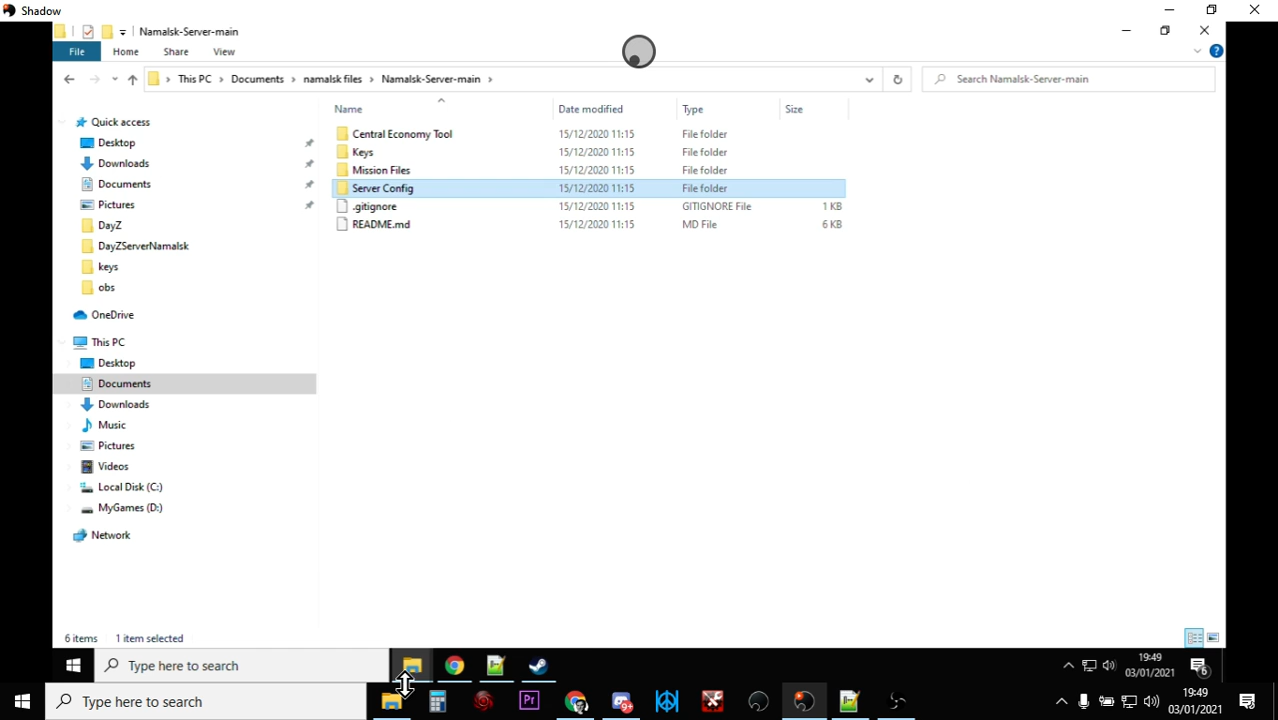 Shadow
Namalsk-Server-main
File Home Share View
This PC Documents namalsk files Namalsk-Server-main
Search Namalsk-Server-main
Name Date modified Type Size
Central Economy Tool 15/12/2020 11:15 File folder
Keys 15/12/2020 11:15 File folder
Mission Files 15/12/2020 11:15 File folder
Server Config 15/12/2020 11:15 File folder
.gitignore 15/12/2020 11:15 GITIGNORE File 1 KB
README.md 15/12/2020 11:15 MD File 6 KB
Quick access
Desktop
Downloads
Documents
Pictures
DayZ
DayZServerNamalsk
keys
obs
OneDrive
This PC
Desktop
Documents
Downloads
Music
Pictures
Videos
Local Disk (C:)
MyGames (D:)
Network
6 items 1 item selected
Type here to search
19:49
03/01/2021
6
Type here to search
Pr
9+
19:49
03/01/2021